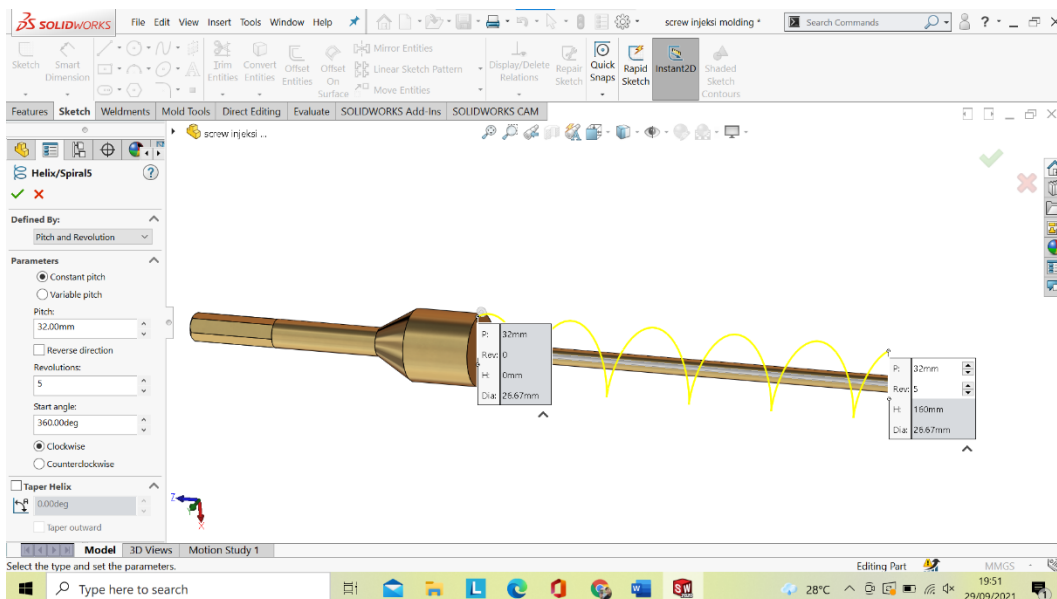 SOLIDWORKS File Edit View Insert Tools Window Help screw injeksi molding * Search Commands ?
Sketch Smart Dimension Trim Entities Convert Entities Offset Entities Offset On Surface Mirror Entities Linear Sketch Pattern Move Entities Display/Delete Relations Repair Sketch Quick Snaps Rapid Sketch Instant2D Shaded Sketch Contours
Features Sketch Weldments Mold Tools Direct Editing Evaluate SOLIDWORKS Add-Ins SOLIDWORKS CAM
screw injeksi ...
Helix/Spiral5 ?
Defined By:
Pitch and Revolution
Parameters
Constant pitch
Variable pitch
Pitch:
32.00mm
Reverse direction
Revolutions:
5
Start angle:
360.00deg
Clockwise
Counterclockwise
Taper Helix
0.00deg
Taper outward
P: 32mm
Rev: 0
H: 0mm
Dia: 26.67mm
P: 32mm
Rev: 5
H: 160mm
Dia: 26.67mm
Z
X
Model 3D Views Motion Study 1
Select the type and set the parameters. Editing Part MMGS
Type here to search 28°C 19:51
29/09/2021